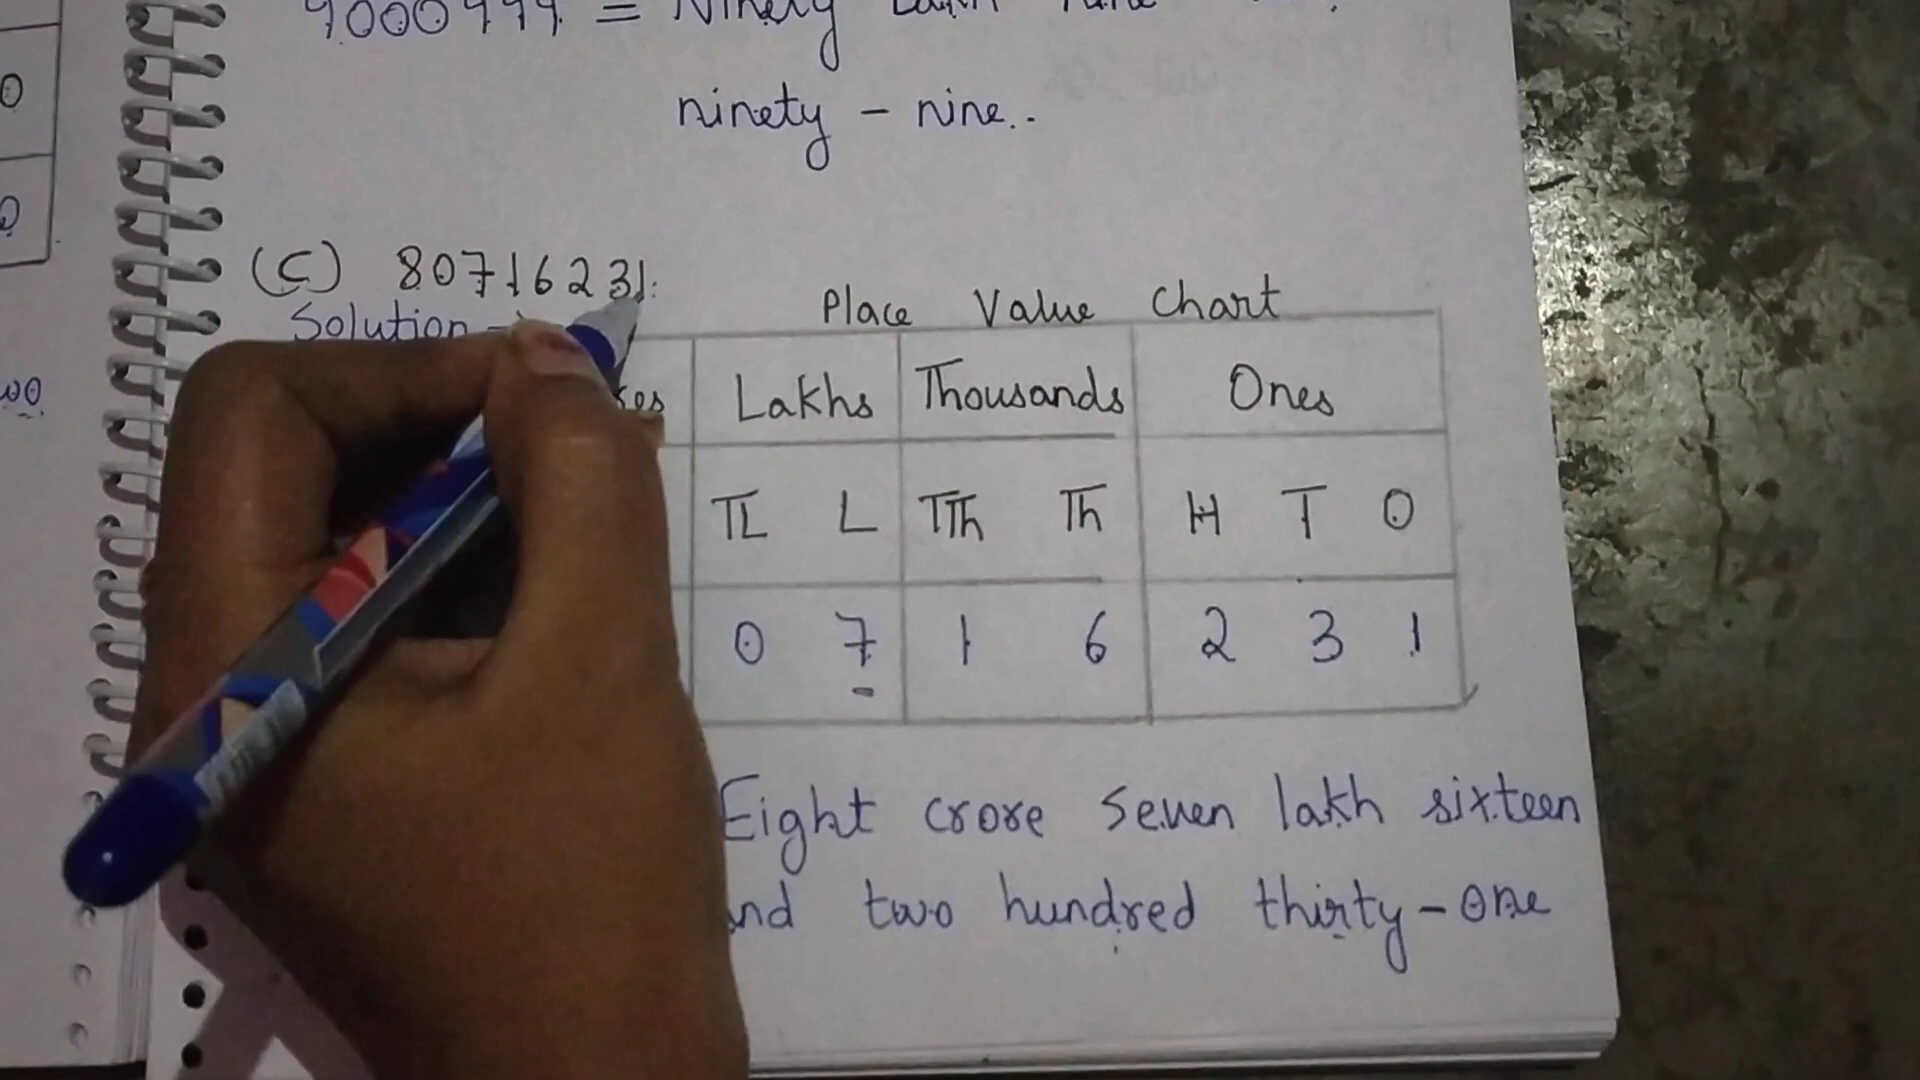 ninety - nine.
(C) 80716231
Solution →
Place Value Chart
Lakhs Thousands Ones
TL L TTh Th H T O
0 7 1 6 2 3 1
Eight crore seven lakh sixteen
two hundred thirty-one